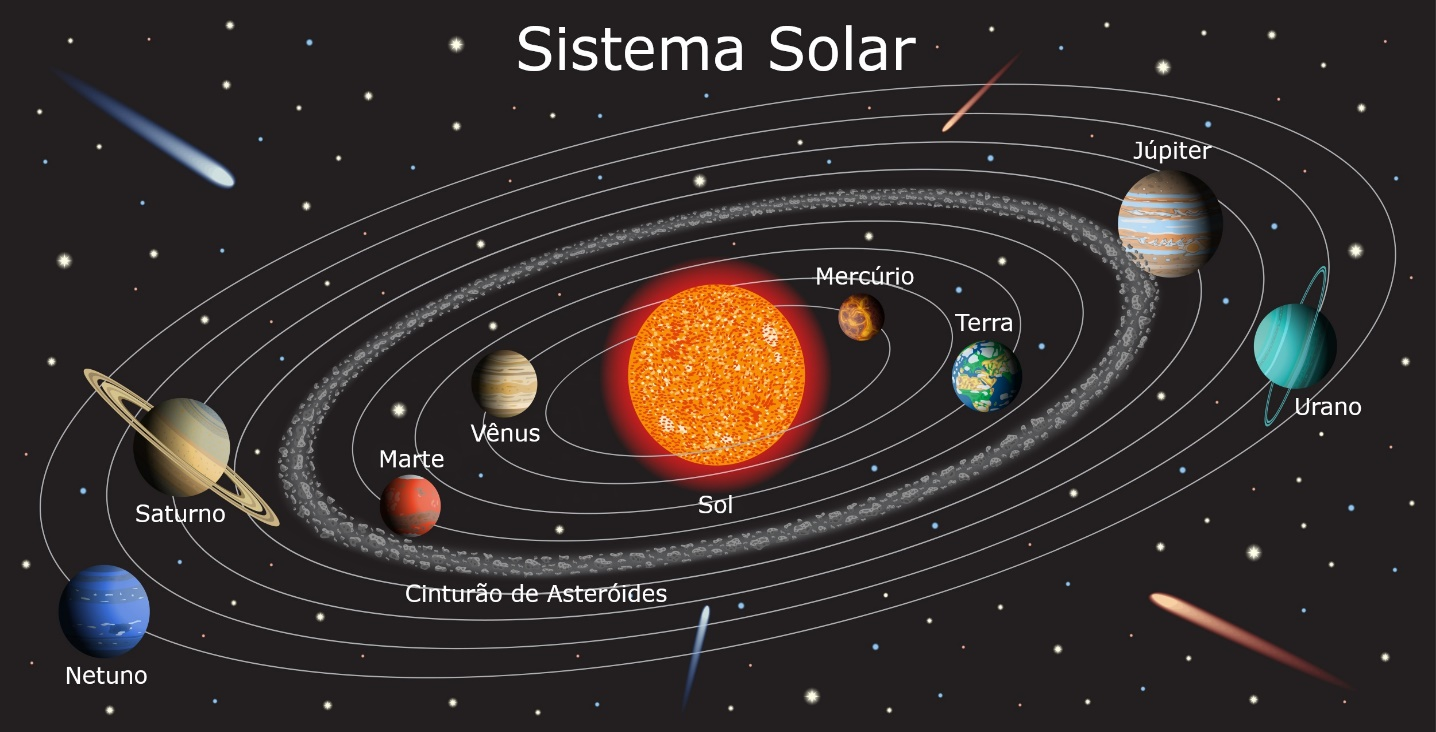 Sistema Solar
Júpiter
Mercúrio
Terra
Urano
Vênus
Marte
Sol
Saturno
Cinturão de Asteróides
Netuno